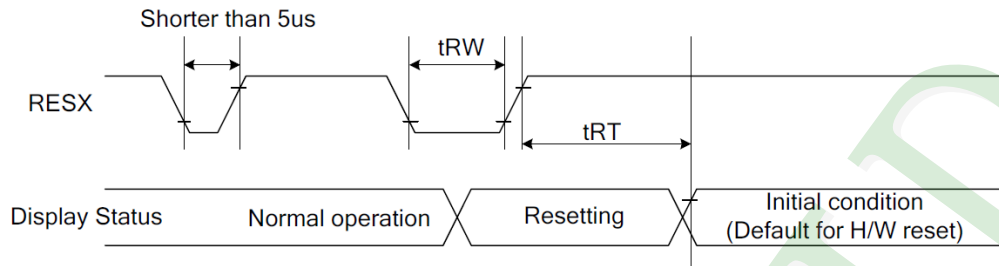 Shorter than 5us
tRW
RESX
tRT
Display Status
Normal operation
Resetting
Initial condition
(Default for H/W reset)